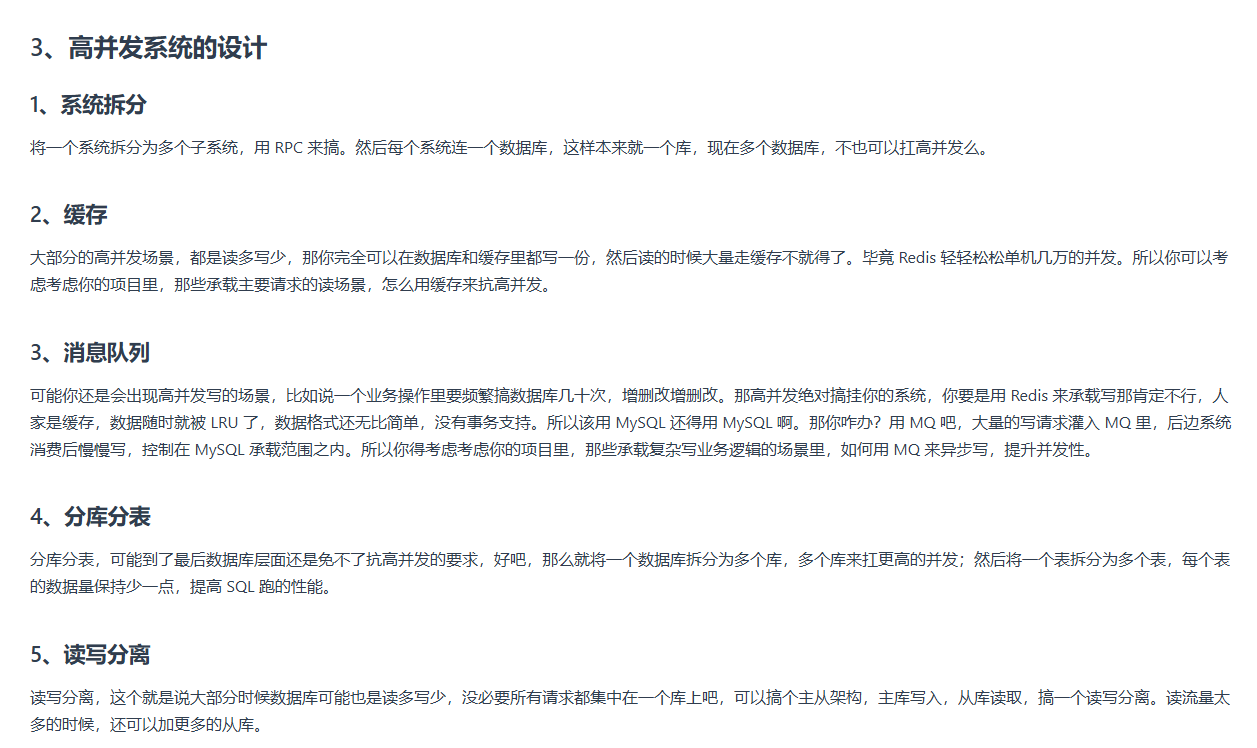 3、高并发系统的设计
1、系统拆分
将一个系统拆分为多个子系统，用 RPC 来搞。然后每个系统连一个数据库，这样本来就一个库，现在多个数据库，不也可以扛高并发么。
2、缓存
大部分的高并发场景，都是读多写少，那你完全可以在数据库和缓存里都写一份，然后读的时候大量走缓存不就得了。毕竟 Redis 轻轻松松单机几万的并发。所以你可以考
虑考虑你的项目里，那些承载主要请求的读场景，怎么用缓存来抗高并发。
3、消息队列
可能你还是会出现高并发写的场景，比如说一个业务操作里要频繁搞数据库几十次，增删改增删改。那高并发绝对搞挂你的系统，你要是用 Redis 来承载写那肯定不行，人
家是缓存，数据随时就被 LRU 了，数据格式还无比简单，没有事务支持。所以该用 MySQL 还得用 MySQL 啊。那你咋办？用 MQ 吧，大量的写请求灌入 MQ 里，后边系统
消费后慢慢写，控制在 MySQL 承载范围之内。所以你得考虑考虑你的项目里，那些承载复杂写业务逻辑的场景里，如何用 MQ 来异步写，提升并发性。
4、分库分表
分库分表，可能到了最后数据库层面还是免不了抗高并发的要求，好吧，那么就将一个数据库拆分为多个库，多个库来扛更高的并发；然后将一个表拆分为多个表，每个表
的数据量保持少一点，提高 SQL 跑的性能。
5、读写分离
读写分离，这个就是说大部分时候数据库可能也是读多写少，没必要所有请求都集中在一个库上吧，可以搞个主从架构，主库写入，从库读取，搞一个读写分离。读流量太
多的时候，还可以加更多的从库。